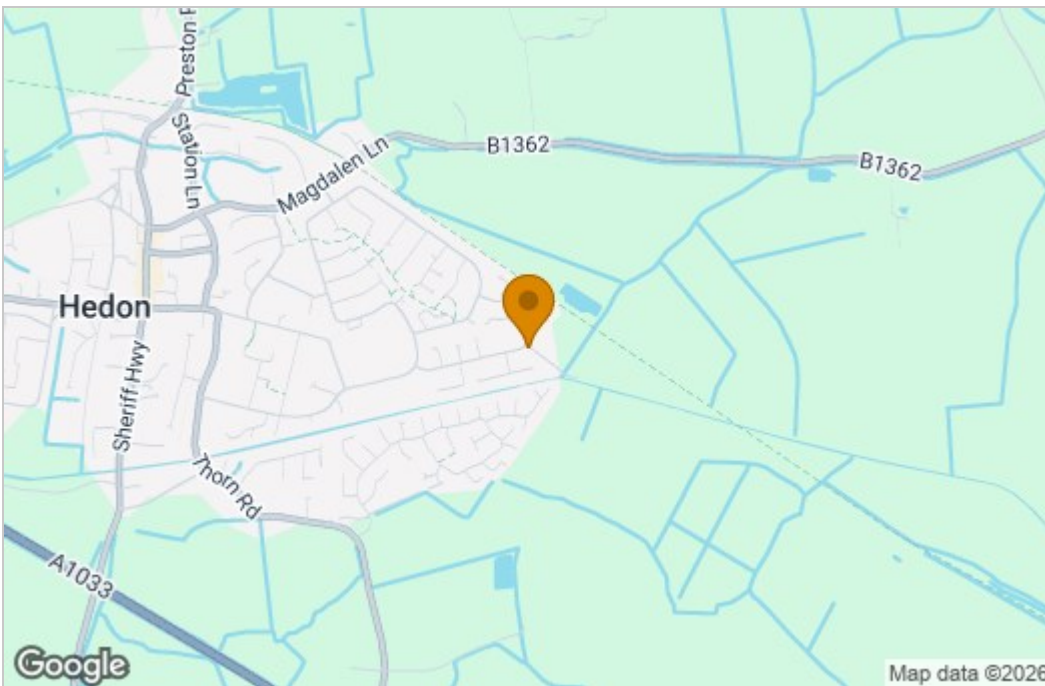 Preston R
Station Ln
B1362
B1362
Magdalen Ln
Hedon
Sheriff Hwy
Thorn Rd
A1033
Google
Map data ©2026